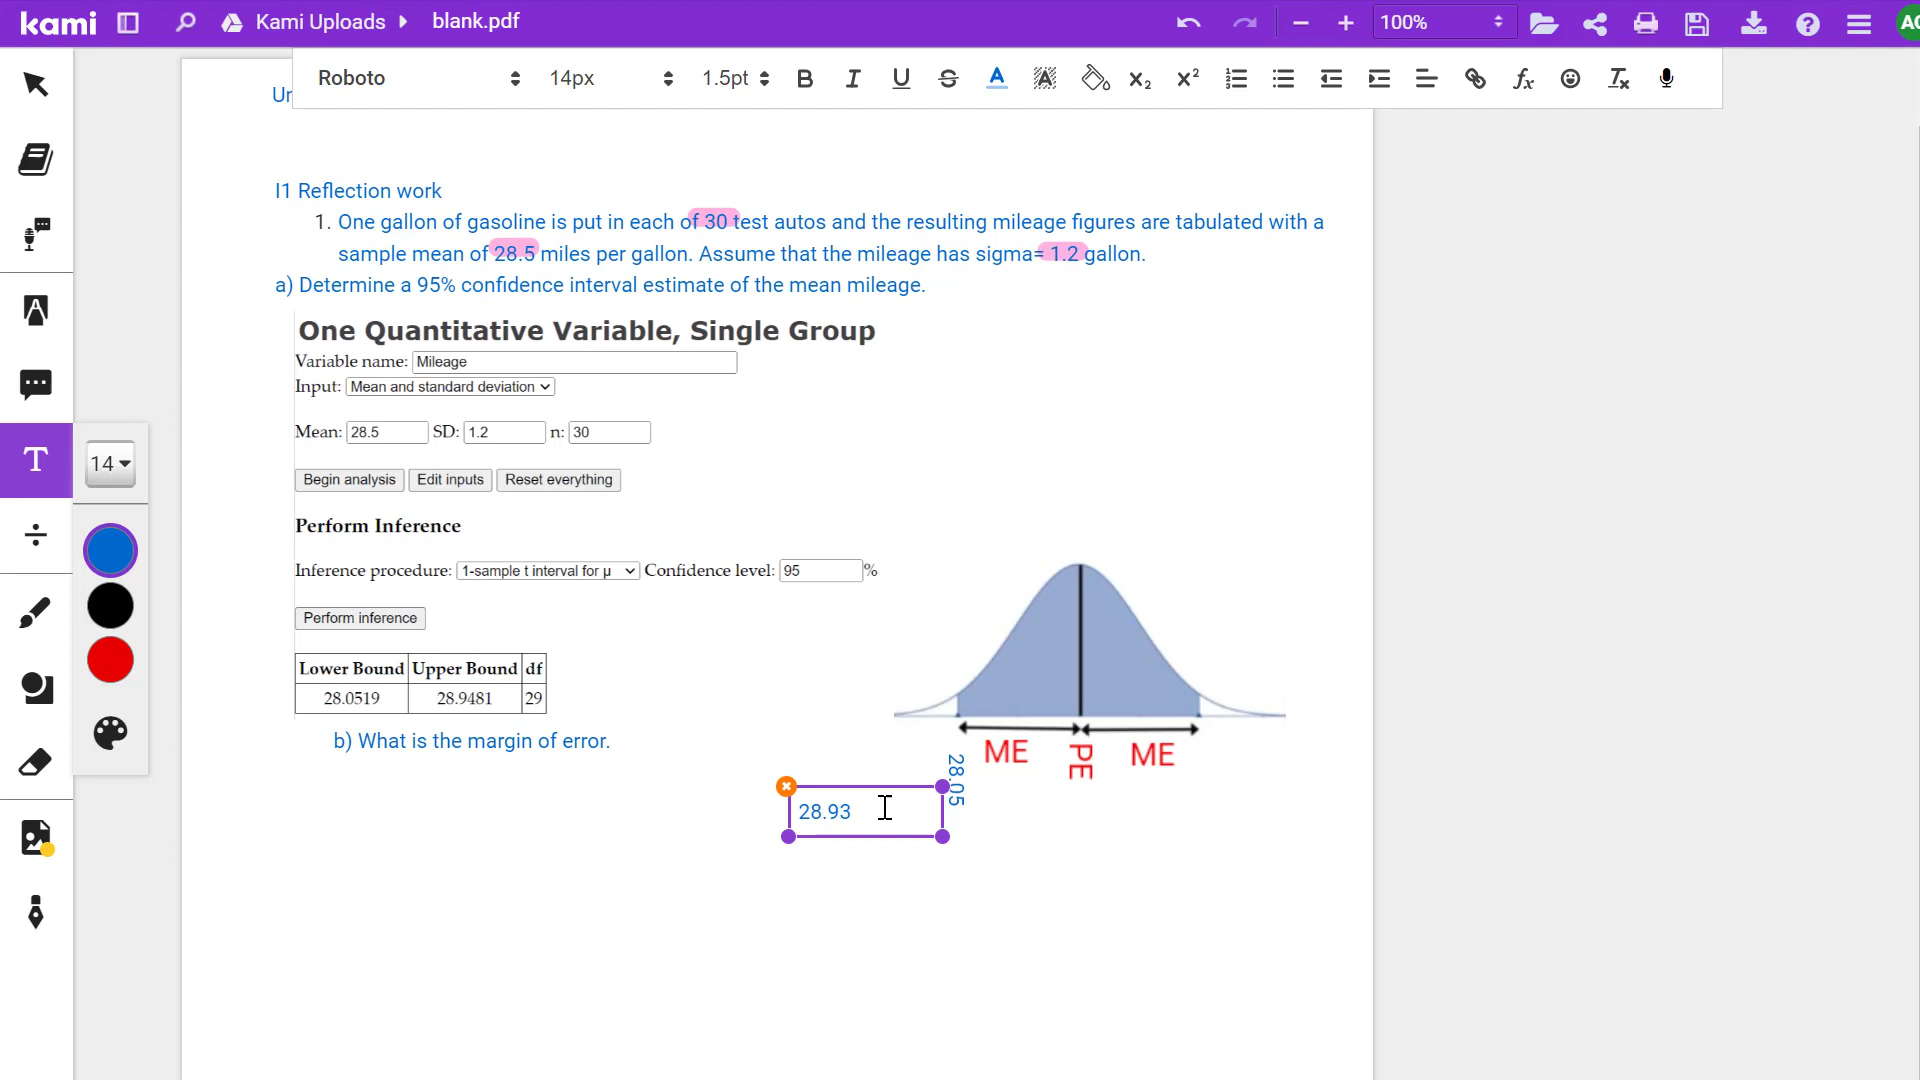 kami Kami Uploads blank.pdf 100%
Roboto 14px 1.5pt B I U S A A x₂ x² fx Tx
I1 Reflection work
1. One gallon of gasoline is put in each of 30 test autos and the resulting mileage figures are tabulated with a
sample mean of 28.5 miles per gallon. Assume that the mileage has sigma= 1.2 gallon.
a) Determine a 95% confidence interval estimate of the mean mileage.
One Quantitative Variable, Single Group
Variable name: Mileage
Input: Mean and standard deviation
Mean: 28.5 SD: 1.2 n: 30
14
Begin analysis Edit inputs Reset everything
Perform Inference
Inference procedure: 1-sample t interval for μ Confidence level: 95 %
Perform inference
Lower Bound Upper Bound df
28.0519 28.9481 29
b) What is the margin of error.
ME PE ME
28.05
28.93